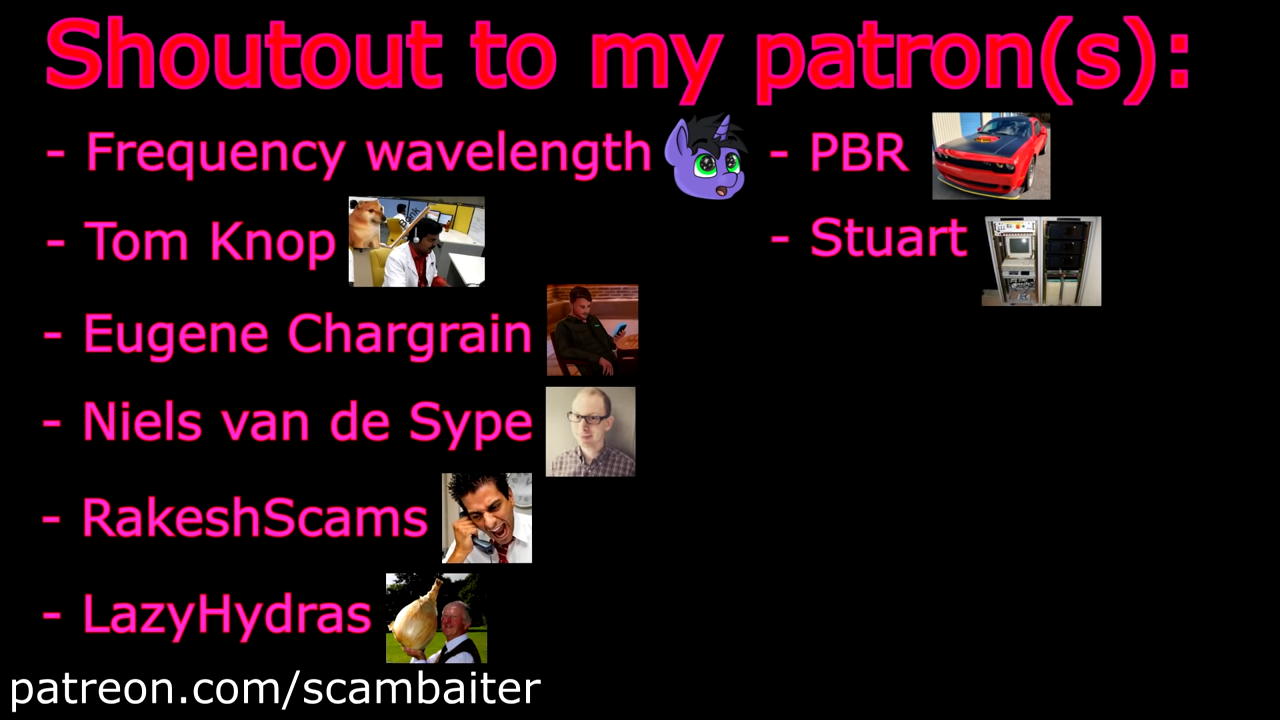 Shoutout to my patron(s):
- Frequency wavelength
- Tom Knop
- Eugene Chargrain
- Niels van de Sype
- RakeshScams
- LazyHydras
- PBR
- Stuart
patreon.com/scambaiter